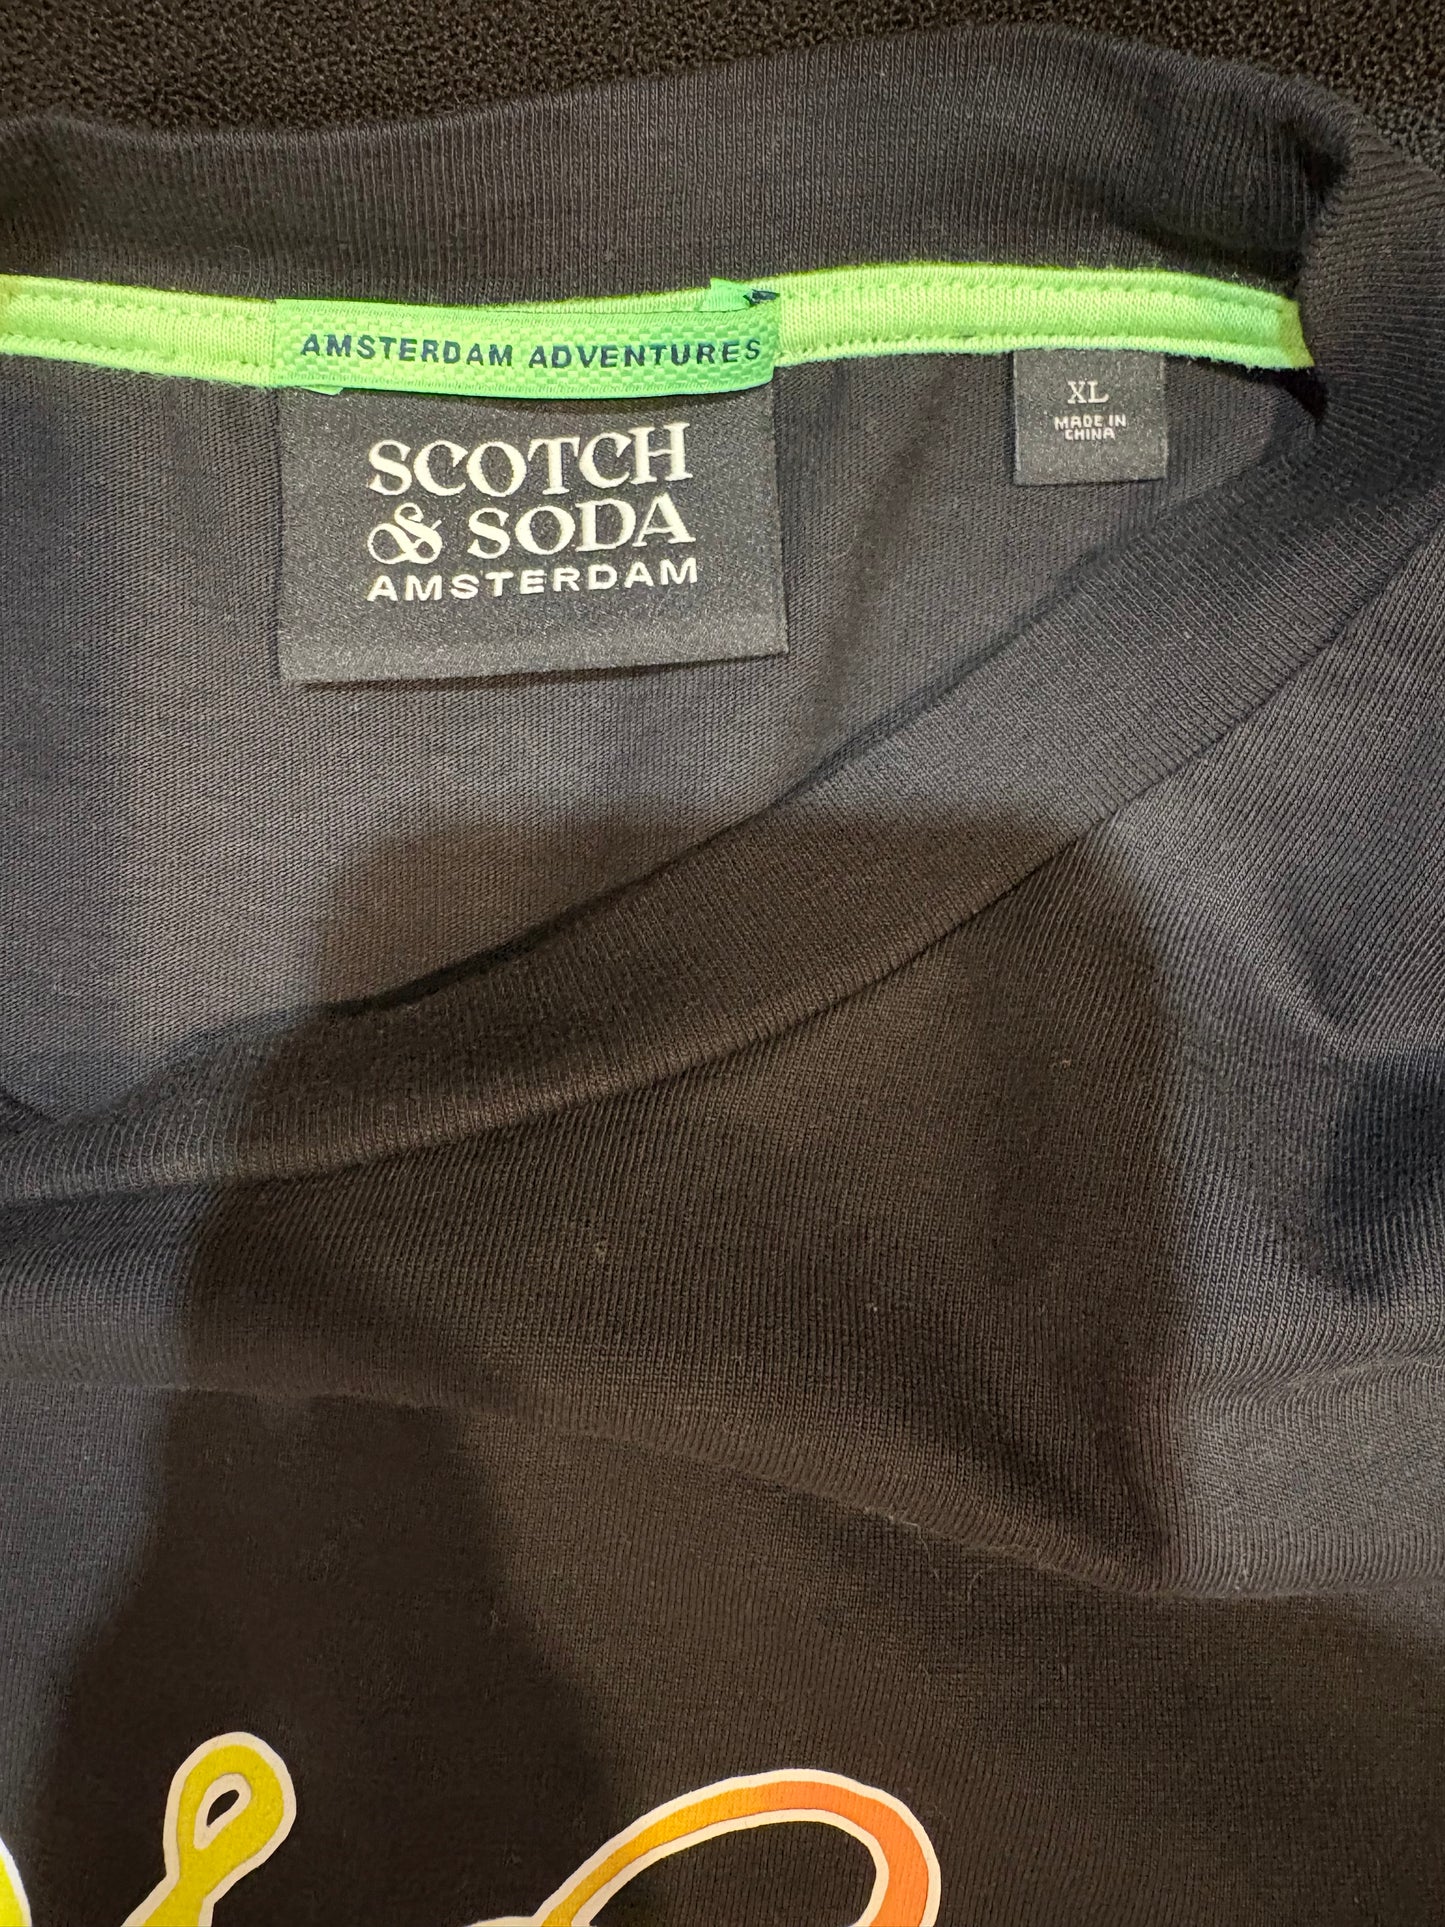 AMSTERDAM ADVENTURES
SCOTCH
& SODA
AMSTERDAM
XL
MADE IN
CHINA